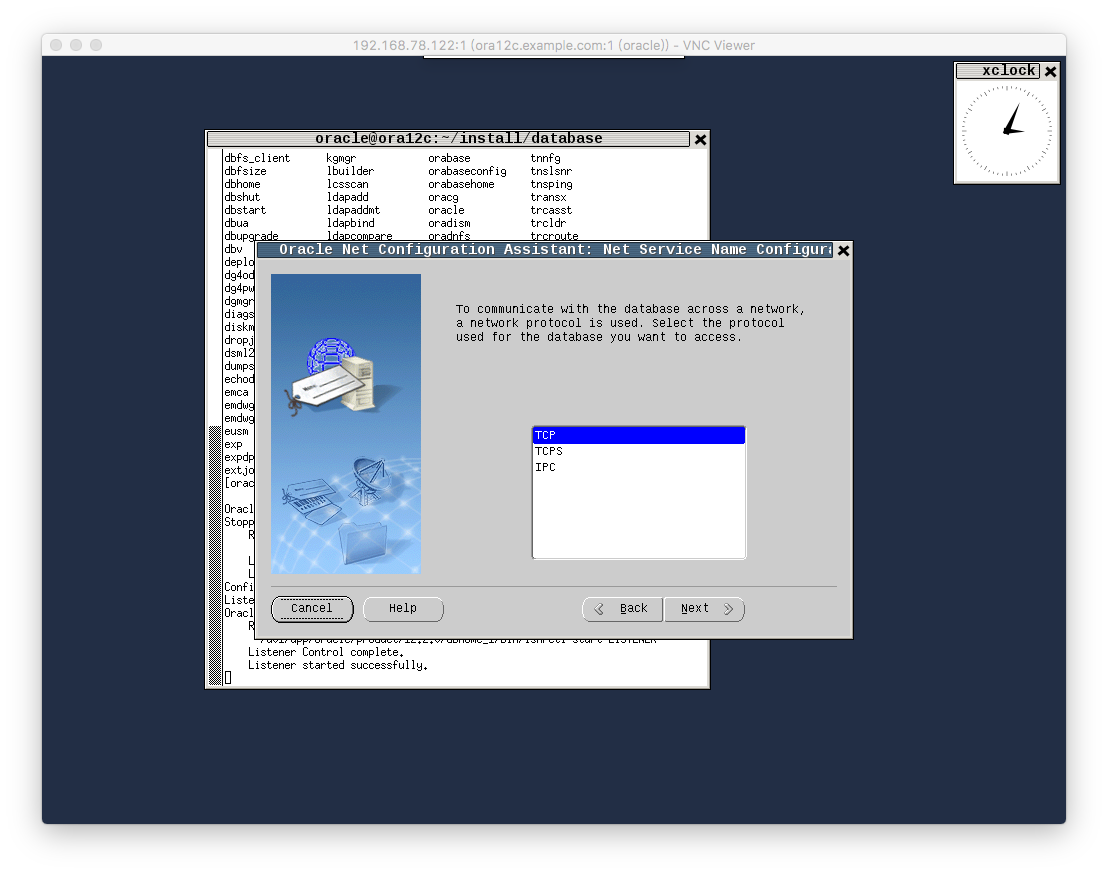 192.168.78.122:1 (ora12c.example.com:1 (oracle)) - VNC Viewer
xclock
oracle@ora12c:~/install/database
dbfs_client kgmgr orabase tnnfg
dbfsize lbuilder orabaseconfig tnslsnr
dbhome lcsscan orabasehome tnsping
dbshut ldapadd oracg transx
dbstart ldapaddmt oracle trcasst
dbua ldapbind oradism trcldr
dbupgrade ldapcompare oradnfs trcroute
dbv
deplo
dg4od
dg4pw
dgmgr
diags
diskm
dropj
dsml2
dumps
echod
emca
emdwg
emdwg
eusm
exp
expdp
extjo
[orac
Oracl
Stopp
Confi
Liste
Oracl
Listener Control complete.
Listener started successfully.
Oracle Net Configuration Assistant: Net Service Name Configura
To communicate with the database across a network,
a network protocol is used. Select the protocol
used for the database you want to access.
TCP
TCPS
IPC
Cancel Help Back Next